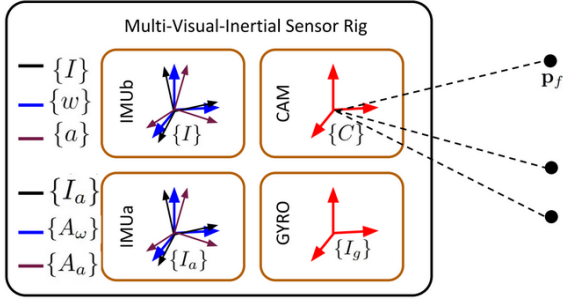 Multi-Visual-Inertial Sensor Rig
{I}
{w}
{a}
IMUb
{I}
CAM
{C}
p_f
{I_a}
{A_ω}
{A_a}
IMUa
{I_a}
GYRO
{I_g}